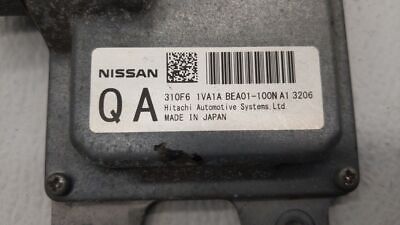 NISSAN
QA
310F6 1VA1A BEA01-100N A1 3206
Hitachi Automotive Systems, Ltd.
MADE IN JAPAN